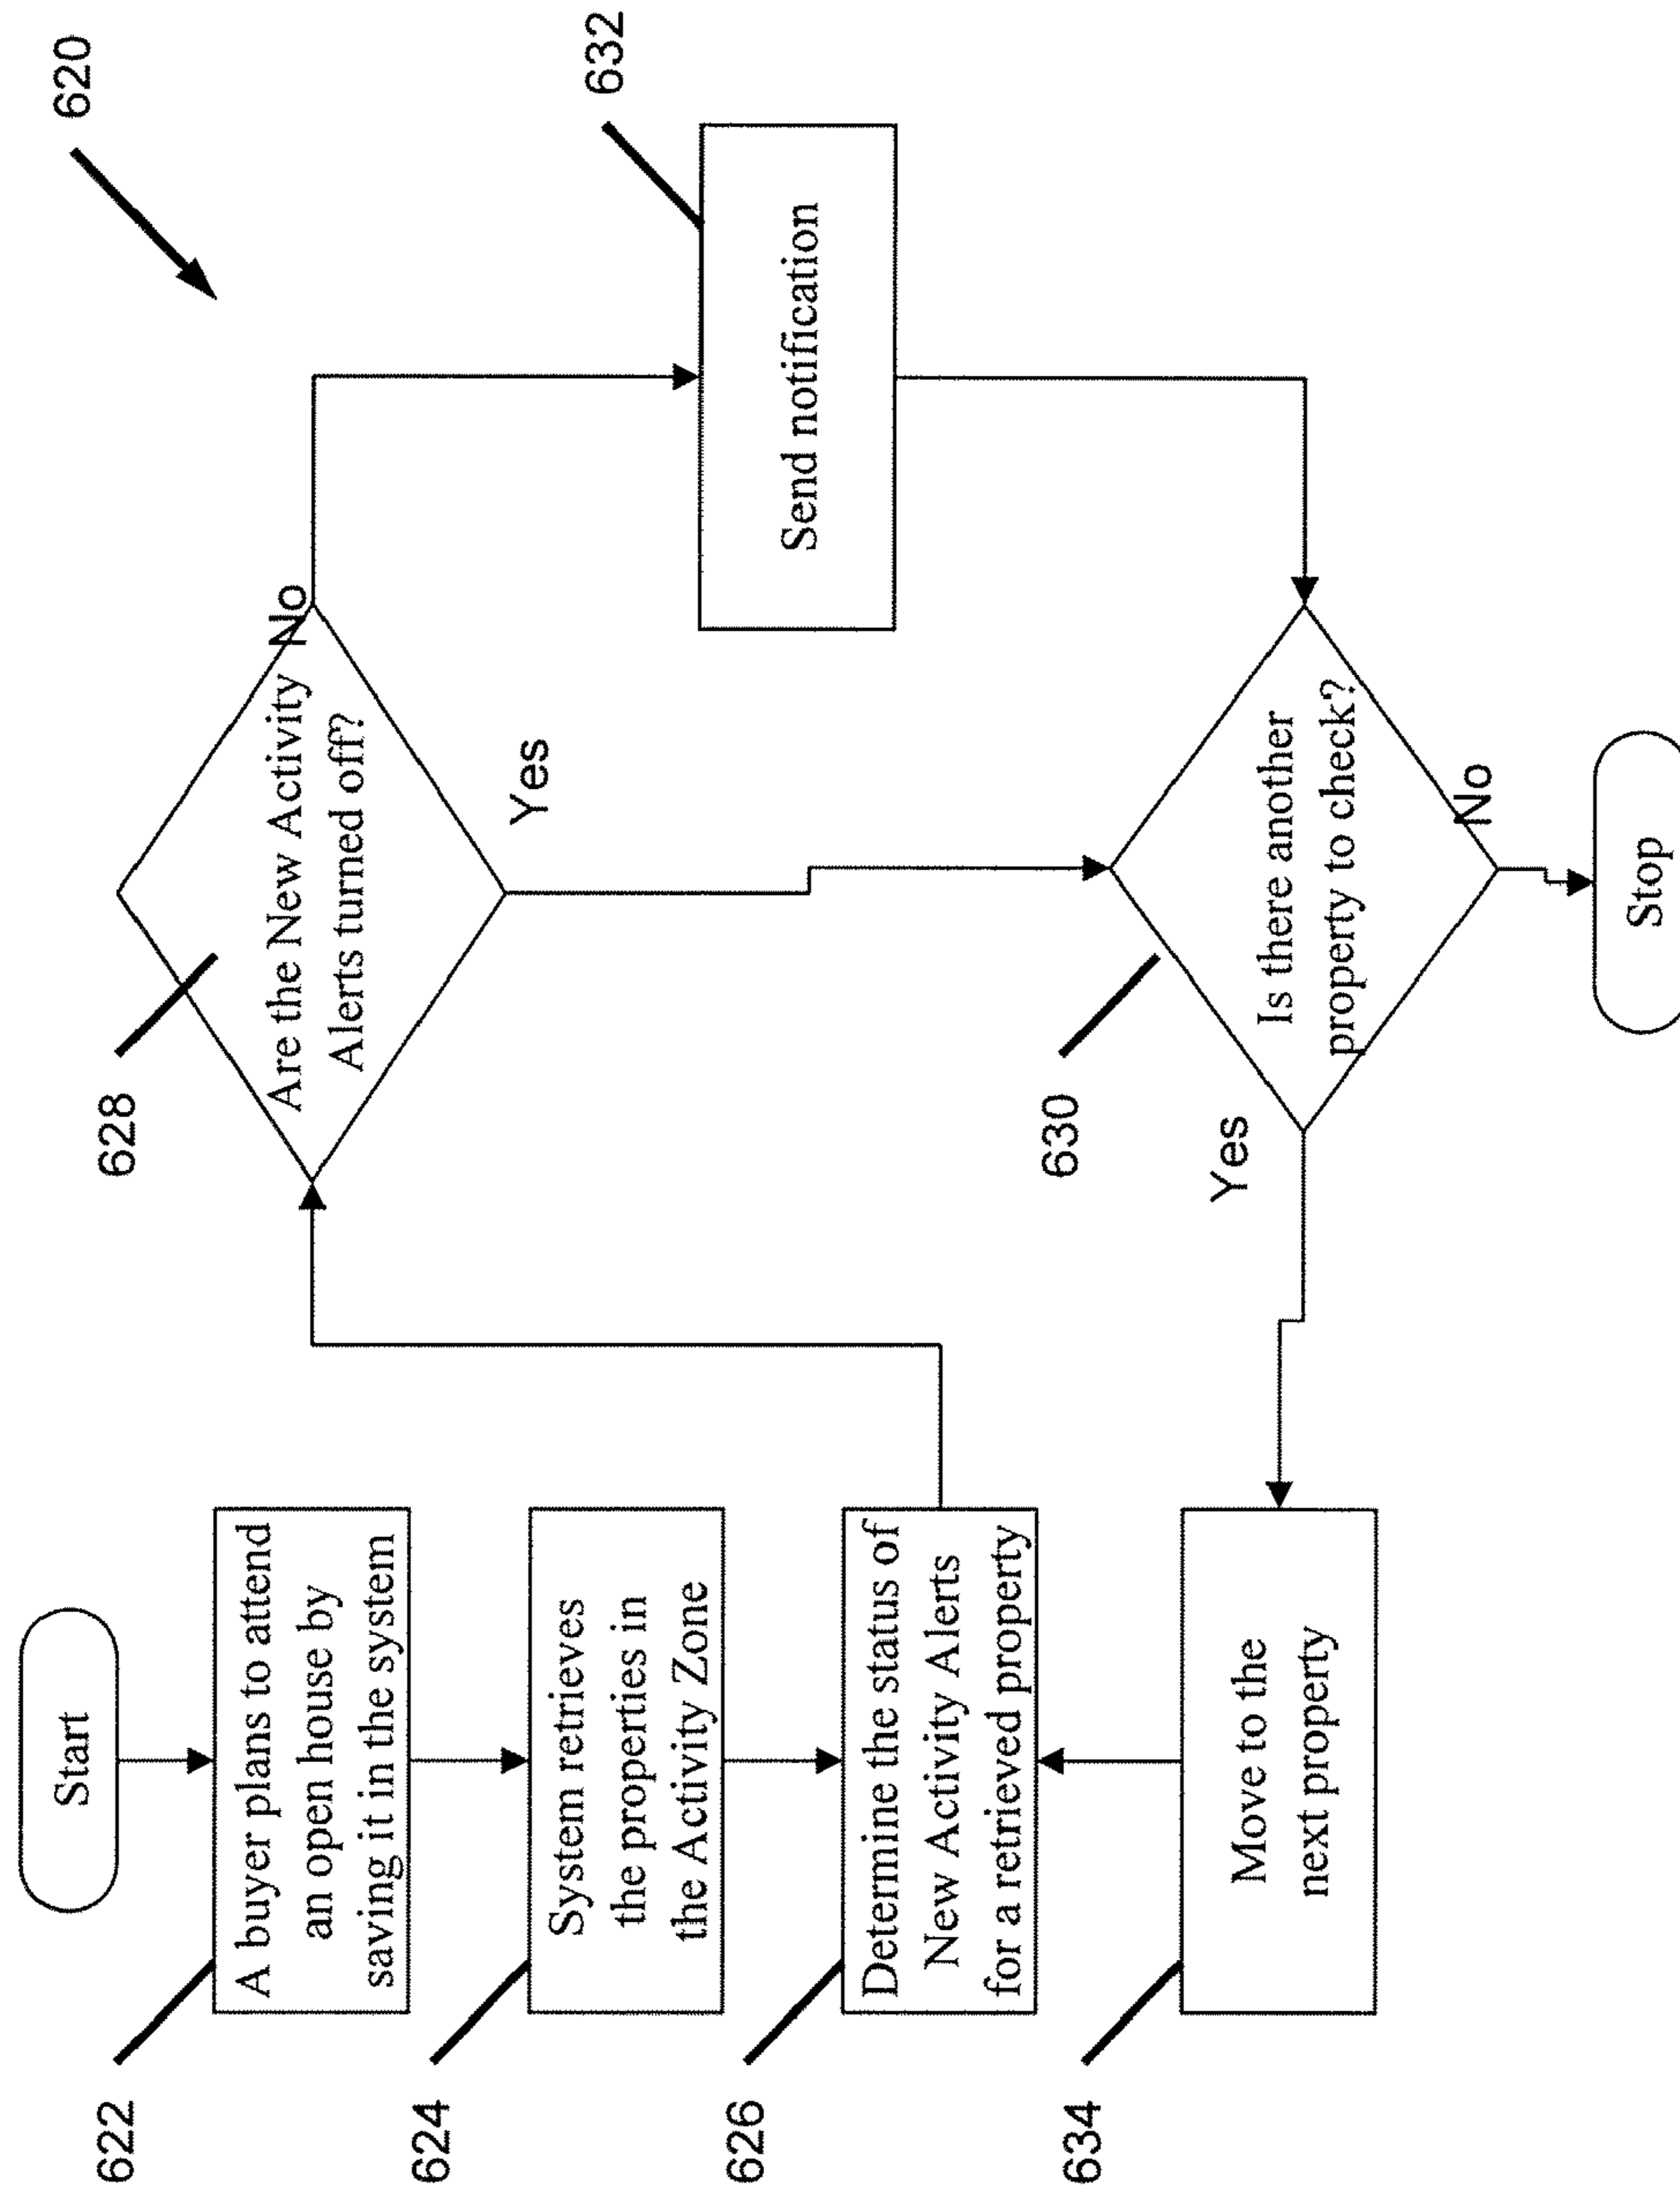 620
Start
622
A buyer plans to attend
an open house by
saving it in the system
624
System retrieves
the properties in
the Activity Zone
626
Determine the status of
New Activity Alerts
for a retrieved property
634
Move to the
next property
628
Are the New Activity
Alerts turned off?
No
Yes
632
Send notification
630
Is there another
property to check?
Yes
No
Stop